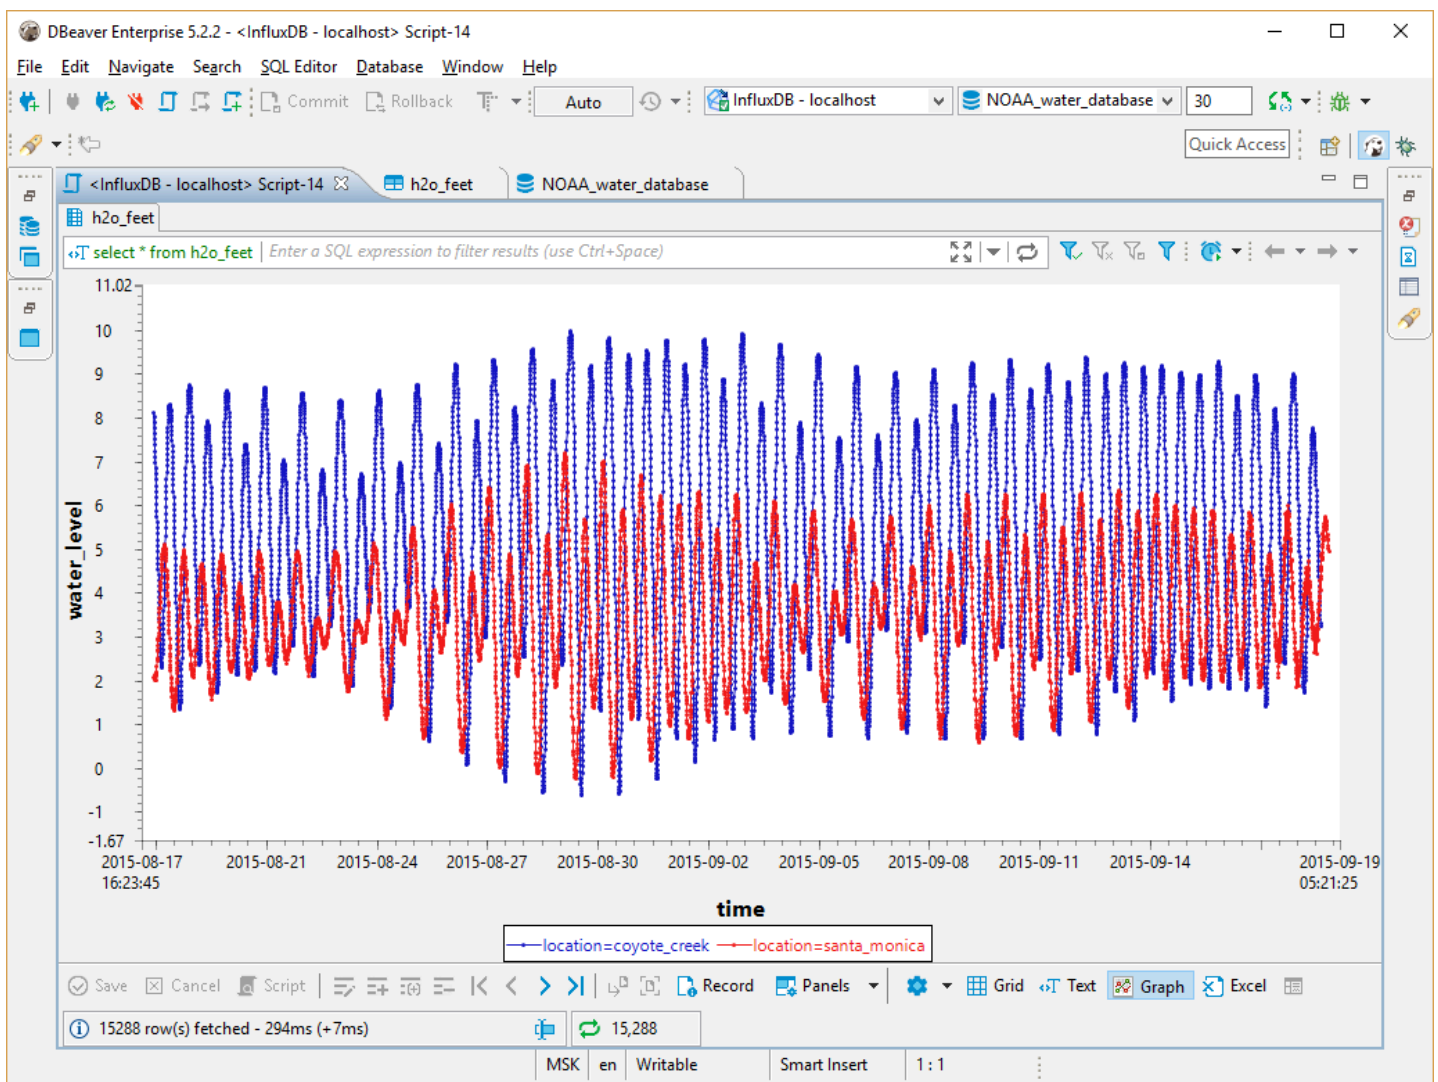 DBeaver Enterprise 5.2.2 - <InfluxDB - localhost> Script-14
File Edit Navigate Search SQL Editor Database Window Help
Commit Rollback Auto InfluxDB - localhost NOAA_water_database 30
Quick Access
<InfluxDB - localhost> Script-14 h2o_feet NOAA_water_database
h2o_feet
select * from h2o_feet Enter a SQL expression to filter results (use Ctrl+Space)
11.02
10
9
8
7
6
5
4
3
2
1
0
-1
-1.67
water_level
2015-08-17 2015-08-21 2015-08-24 2015-08-27 2015-08-30 2015-09-02 2015-09-05 2015-09-08 2015-09-11 2015-09-14 2015-09-19
16:23:45 05:21:25
time
location=coyote_creek location=santa_monica
Save Cancel Script Record Panels Grid Text Graph Excel
15288 row(s) fetched - 294ms (+7ms) 15,288
MSK en Writable Smart Insert 1 : 1